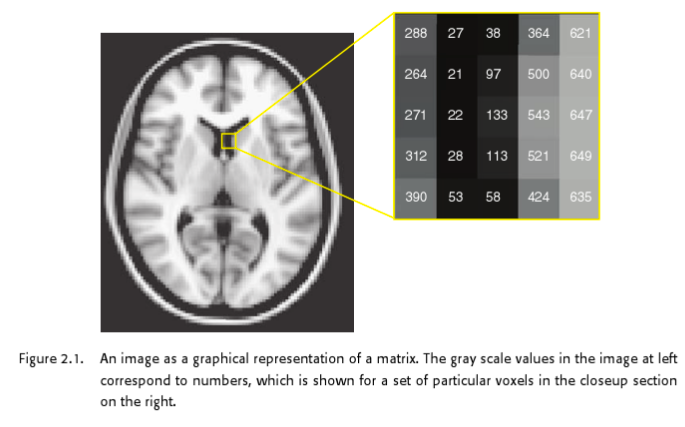 288 27 38 364 621
264 21 97 500 640
271 22 133 543 647
312 28 113 521 649
390 53 58 424 635
Figure 2.1. An image as a graphical representation of a matrix. The gray scale values in the image at left
correspond to numbers, which is shown for a set of particular voxels in the closeup section
on the right.